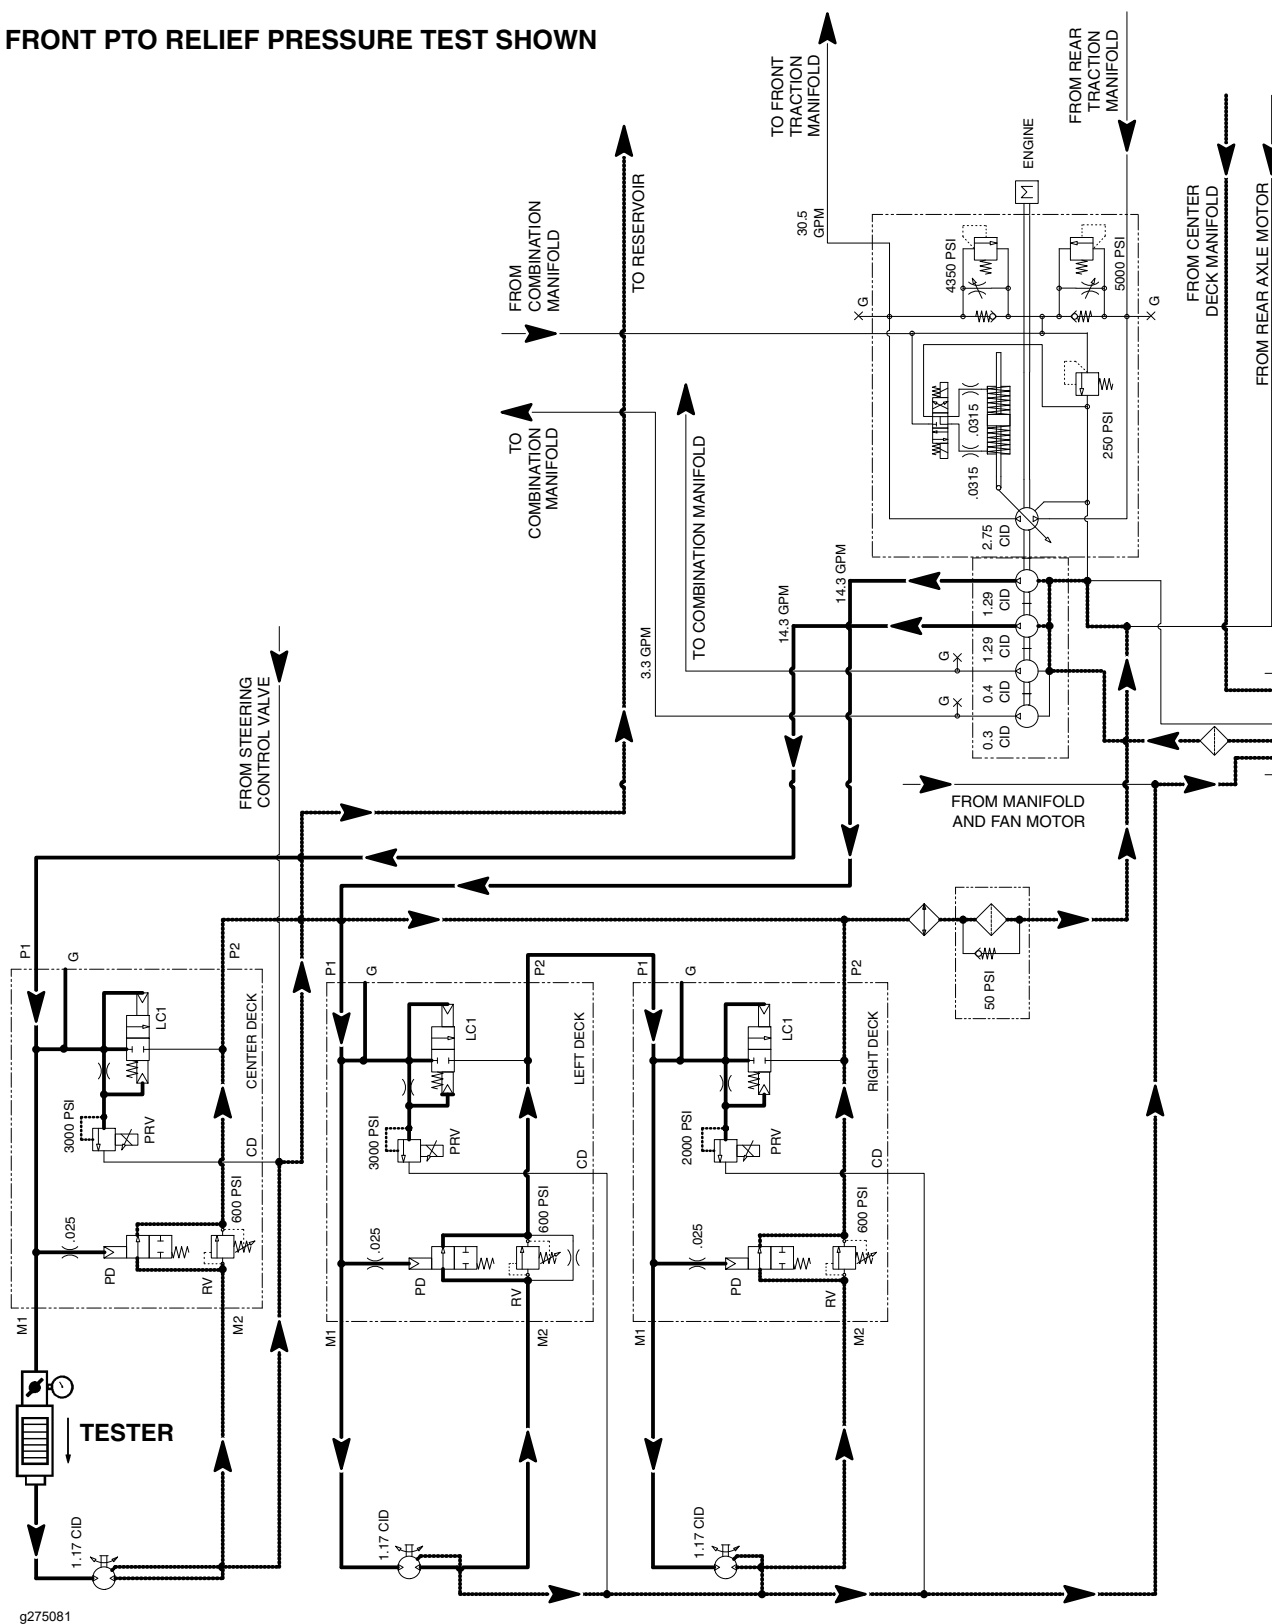 FRONT PTO RELIEF PRESSURE TEST SHOWN
TO FRONT
TRACTION
MANIFOLD
FROM REAR
TRACTION
MANIFOLD
ENGINE
M
30.5
GPM
TO RESERVOIR
FROM
COMBINATION
MANIFOLD
4350 PSI
5000 PSI
G
G
FROM CENTER
DECK MANIFOLD
FROM REAR AXLE MOTOR
TO
COMBINATION
MANIFOLD
TO COMBINATION MANIFOLD
.0315
.0315
250 PSI
2.75
CID
14.3 GPM
14.3 GPM
3.3 GPM
1.29
CID
1.29
CID
0.4
CID
0.3
CID
G
G
FROM STEERING
CONTROL VALVE
FROM MANIFOLD
AND FAN MOTOR
P1
G
P2
LC1
CENTER DECK
3000 PSI
PRV
CD
.025
600 PSI
PD
RV
M1
M2
P1
G
P2
LC1
LEFT DECK
3000 PSI
PRV
CD
.025
600 PSI
PD
RV
M1
M2
P1
G
P2
LC1
RIGHT DECK
2000 PSI
PRV
CD
.025
600 PSI
PD
RV
M1
M2
50 PSI
TESTER
1.17 CID
1.17 CID
1.17 CID
g275081